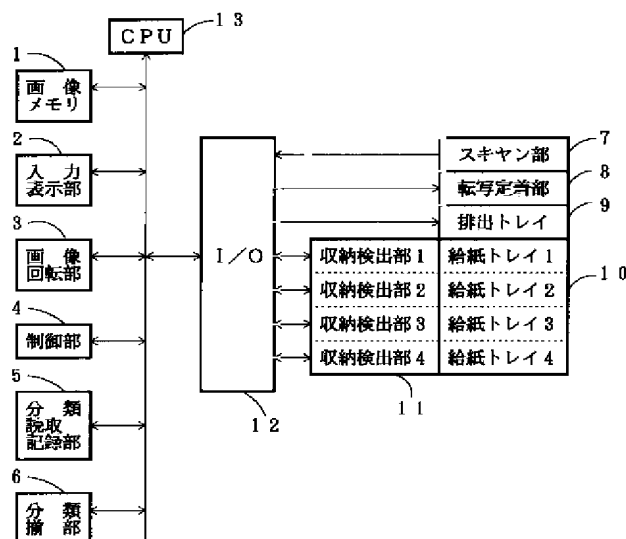 13
CPU
1
画像
メモリ
2
入力
表示部
3
画像
回転部
4
制御部
5
分類
読取
記録部
6
分類
揃部
I/O
12
スキヤン部
7
転写定着部
8
排出トレイ
9
収納検出部1 給紙トレイ1
収納検出部2 給紙トレイ2
収納検出部3 給紙トレイ3
収納検出部4 給紙トレイ4
10
11